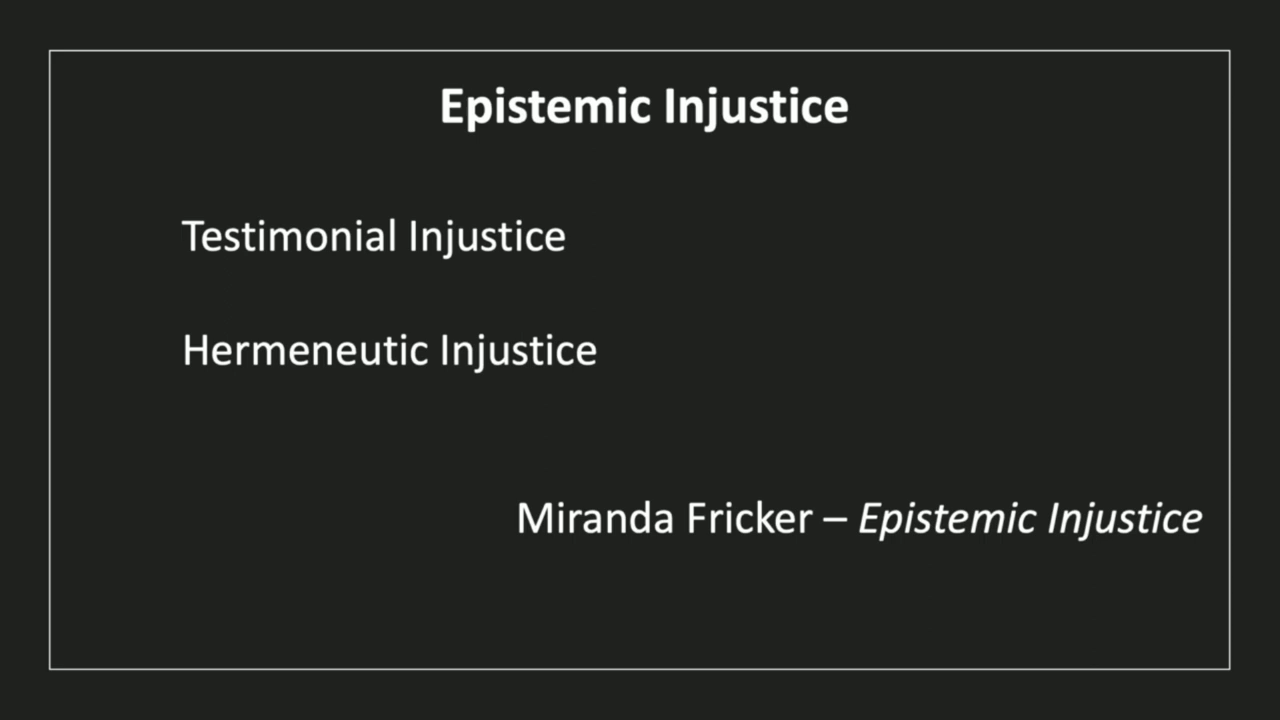 Epistemic Injustice
Testimonial Injustice
Hermeneutic Injustice
Miranda Fricker – Epistemic Injustice